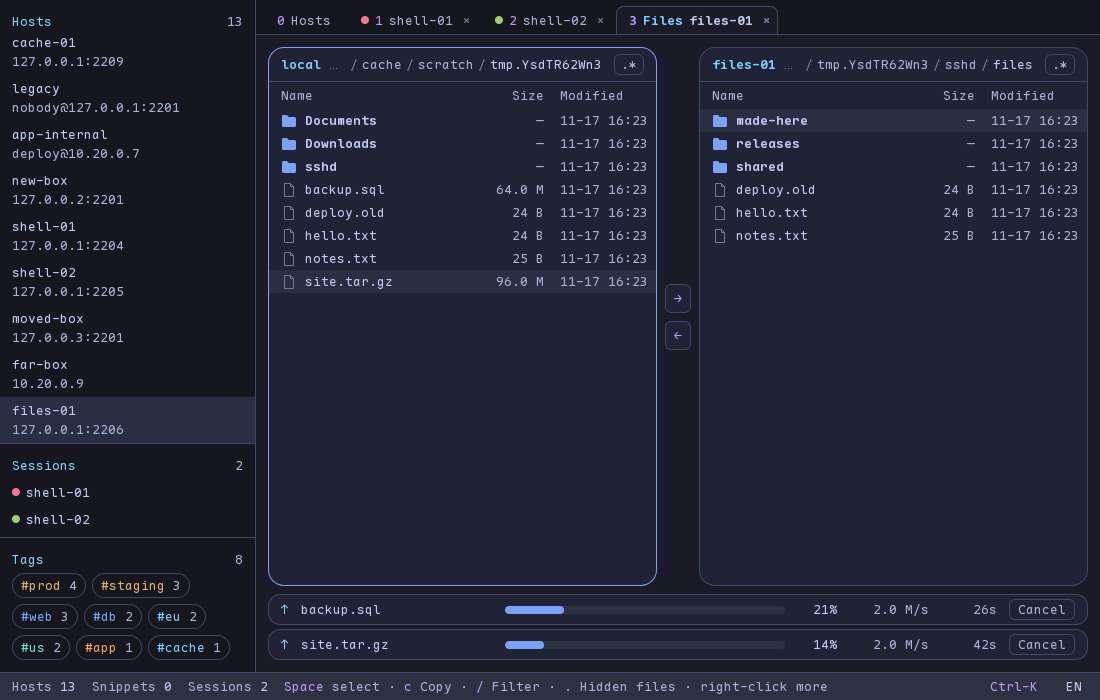 Hosts 13
cache-01
127.0.0.1:2209
legacy
nobody@127.0.0.1:2201
app-internal
deploy@10.20.0.7
new-box
127.0.0.2:2201
shell-01
127.0.0.1:2204
shell-02
127.0.0.1:2205
moved-box
127.0.0.3:2201
far-box
10.20.0.9
files-01
127.0.0.1:2206
Sessions 2
shell-01
shell-02
Tags 8
#prod 4 #staging 3
#web 3 #db 2 #eu 2
#us 2 #app 1 #cache 1
0 Hosts 1 shell-01 × 2 shell-02 × 3 Files files-01 ×
local … / cache / scratch / tmp.YsdTR62Wn3 .*
Name Size Modified
Documents — 11-17 16:23
Downloads — 11-17 16:23
sshd — 11-17 16:23
backup.sql 64.0 M 11-17 16:23
deploy.old 24 B 11-17 16:23
hello.txt 24 B 11-17 16:23
notes.txt 25 B 11-17 16:23
site.tar.gz 96.0 M 11-17 16:23
→
←
files-01 … / tmp.YsdTR62Wn3 / sshd / files .*
Name Size Modified
made-here — 11-17 16:23
releases — 11-17 16:23
shared — 11-17 16:23
deploy.old 24 B 11-17 16:23
hello.txt 24 B 11-17 16:23
notes.txt 25 B 11-17 16:23
↑ backup.sql 21% 2.0 M/s 26s Cancel
↑ site.tar.gz 14% 2.0 M/s 42s Cancel
Hosts 13 Snippets 0 Sessions 2 Space select · c Copy · / Filter · . Hidden files · right-click more Ctrl-K EN